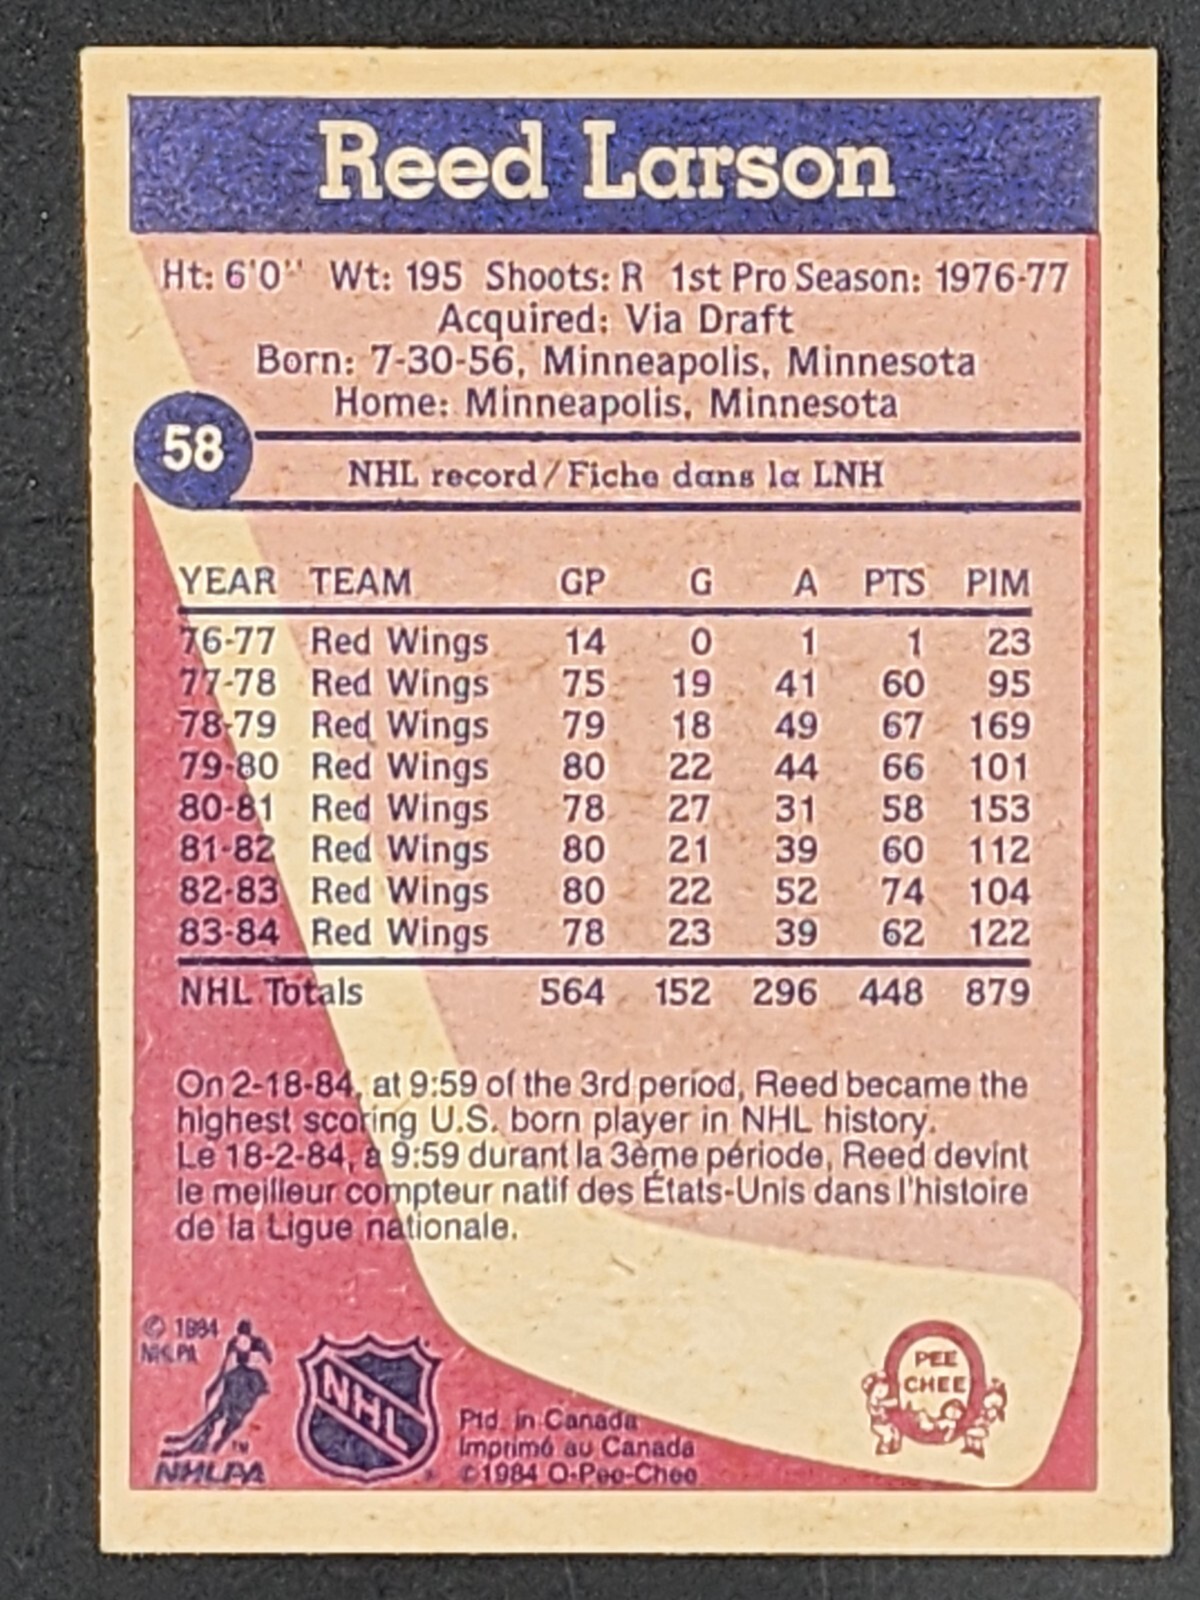 Reed Larson
Ht: 6'0" Wt: 195 Shoots: R 1st Pro Season: 1976-77
Acquired: Via Draft
Born: 7-30-56, Minneapolis, Minnesota
Home: Minneapolis, Minnesota
58
NHL record/Fiche dans la LNH
YEAR TEAM GP G A PTS PIM
76-77 Red Wings 14 0 1 1 23
77-78 Red Wings 75 19 41 60 95
78-79 Red Wings 79 18 49 67 169
79-80 Red Wings 80 22 44 66 101
80-81 Red Wings 78 27 31 58 153
81-82 Red Wings 80 21 39 60 112
82-83 Red Wings 80 22 52 74 104
83-84 Red Wings 78 23 39 62 122
NHL Totals 564 152 296 448 879
On 2-18-84, at 9:59 of the 3rd period, Reed became the
highest scoring U.S. born player in NHL history.
Le 18-2-84, à 9:59 durant la 3ème période, Reed devint
le meilleur compteur natif des États-Unis dans l'histoire
de la Ligue nationale.
© 1984
NHLPA
TM
NHLPA
NHL
Ptd. in Canada
Imprimé au Canada
©1984 O-Pee-Chee
PEE
CHEE